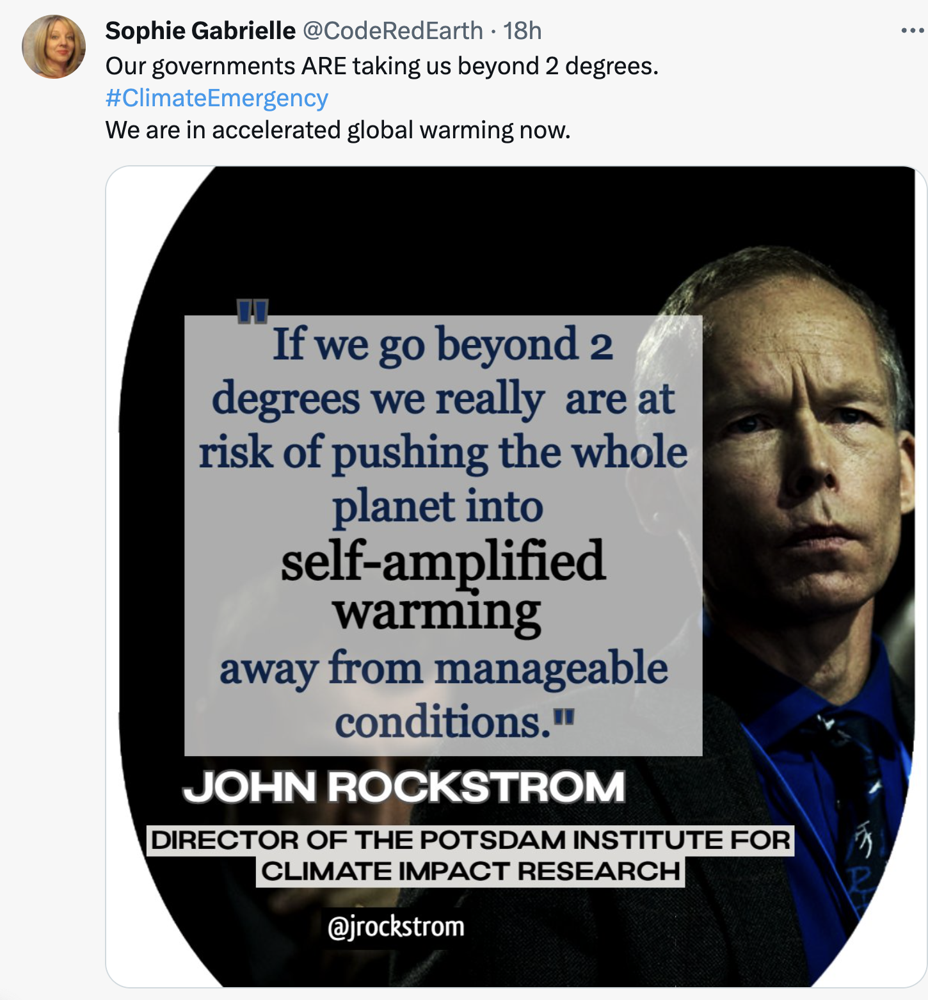 Sophie Gabrielle @CodeRedEarth · 18h
Our governments ARE taking us beyond 2 degrees.
#ClimateEmergency
We are in accelerated global warming now.
"If we go beyond 2
degrees we really are at
risk of pushing the whole
planet into
self-amplified
warming
away from manageable
conditions."
JOHN ROCKSTROM
DIRECTOR OF THE POTSDAM INSTITUTE FOR
CLIMATE IMPACT RESEARCH
@jrockstrom